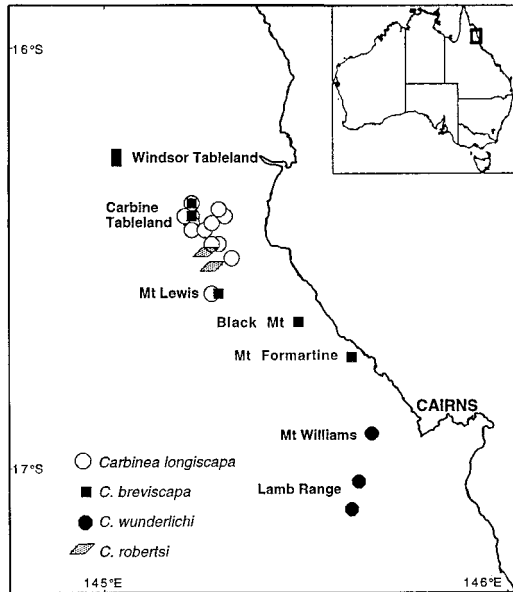 16°S
Windsor Tableland
Carbine
Tableland
Mt Lewis
Black Mt
Mt Formartine
CAIRNS
Mt Williams
17°S
Lamb Range
Carbinea longiscapa
C. breviscapa
C. wunderlichi
C. robertsi
145°E
146°E